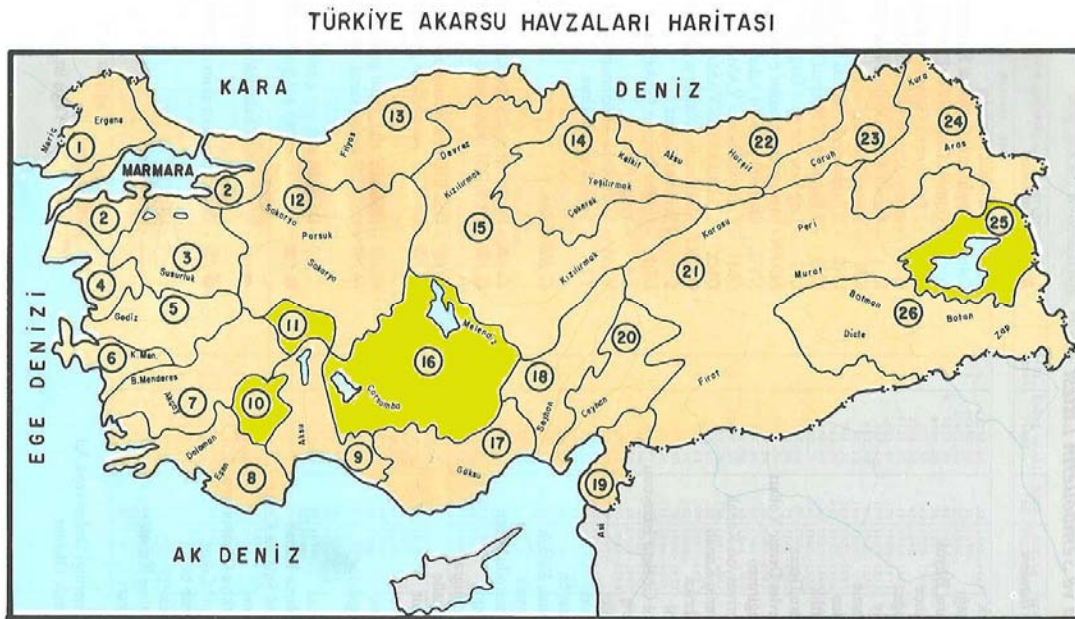 TÜRKİYE AKARSU HAVZALARI HARİTASI
KARA DENİZ
Meriç
Ergene
1
MARMARA
2
2
3
Susurluk
4
Gediz
5
6
K. Men.
B. Menderes
Akçay
7
Dalaman
Eşen
8
EGE DENİZİ
AK DENİZ
10
11
Aksu
9
12
Sakarya
Porsuk
Sakarya
Filyos
13
Devrez
Kızılırmak
15
Kızılırmak
14
Kelkit
Yeşilırmak
Çekerek
Aksu
Harşit
22
Çoruh
23
Kura
24
Aras
16
Melendiz
Çarşamba
17
Göksu
18
Seyhan
Ceyhan
20
19
Asi
Karasu
Peri
21
Murat
Fırat
25
26
Batman
Botan
Dicle
Zap